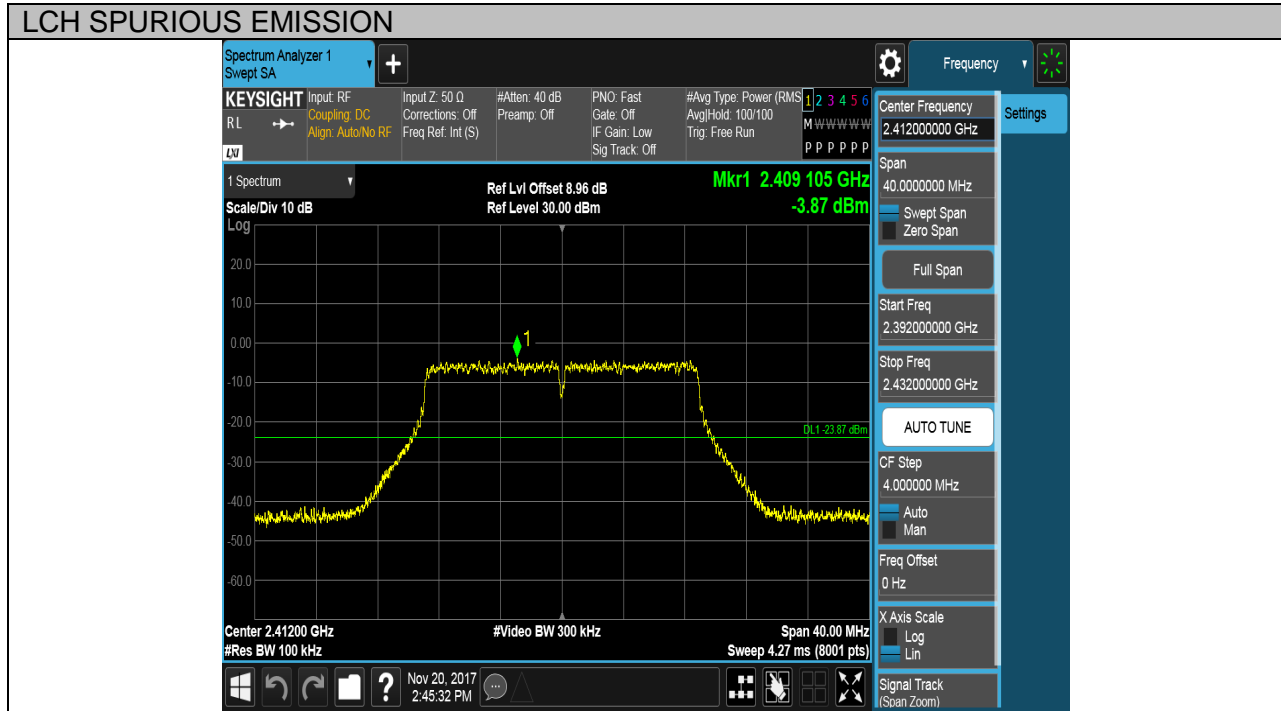 LCH SPURIOUS EMISSION
Spectrum Analyzer 1
Swept SA
Frequency
KEYSIGHT
RL
LXI
Input: RF
Coupling: DC
Align: Auto/No RF
Input Z: 50 Ω
Corrections: Off
Freq Ref: Int (S)
#Atten: 40 dB
Preamp: Off
PNO: Fast
Gate: Off
IF Gain: Low
Sig Track: Off
#Avg Type: Power (RMS
Avg|Hold: 100/100
Trig: Free Run
1 2 3 4 5 6
M W W W W W
P P P P P P
1 Spectrum
Scale/Div 10 dB
Log
Ref Lvl Offset 8.96 dB
Ref Level 30.00 dBm
Mkr1 2.409 105 GHz
-3.87 dBm
20.0
10.0
0.00
-10.0
-20.0
-30.0
-40.0
-50.0
-60.0
1
DL1 -23.87 dBm
Center 2.41200 GHz
#Res BW 100 kHz
#Video BW 300 kHz
Span 40.00 MHz
Sweep 4.27 ms (8001 pts)
Nov 20, 2017
2:45:32 PM
Center Frequency
2.412000000 GHz
Settings
Span
40.0000000 MHz
Swept Span
Zero Span
Full Span
Start Freq
2.392000000 GHz
Stop Freq
2.432000000 GHz
AUTO TUNE
CF Step
4.000000 MHz
Auto
Man
Freq Offset
0 Hz
X Axis Scale
Log
Lin
Signal Track
(Span Zoom)